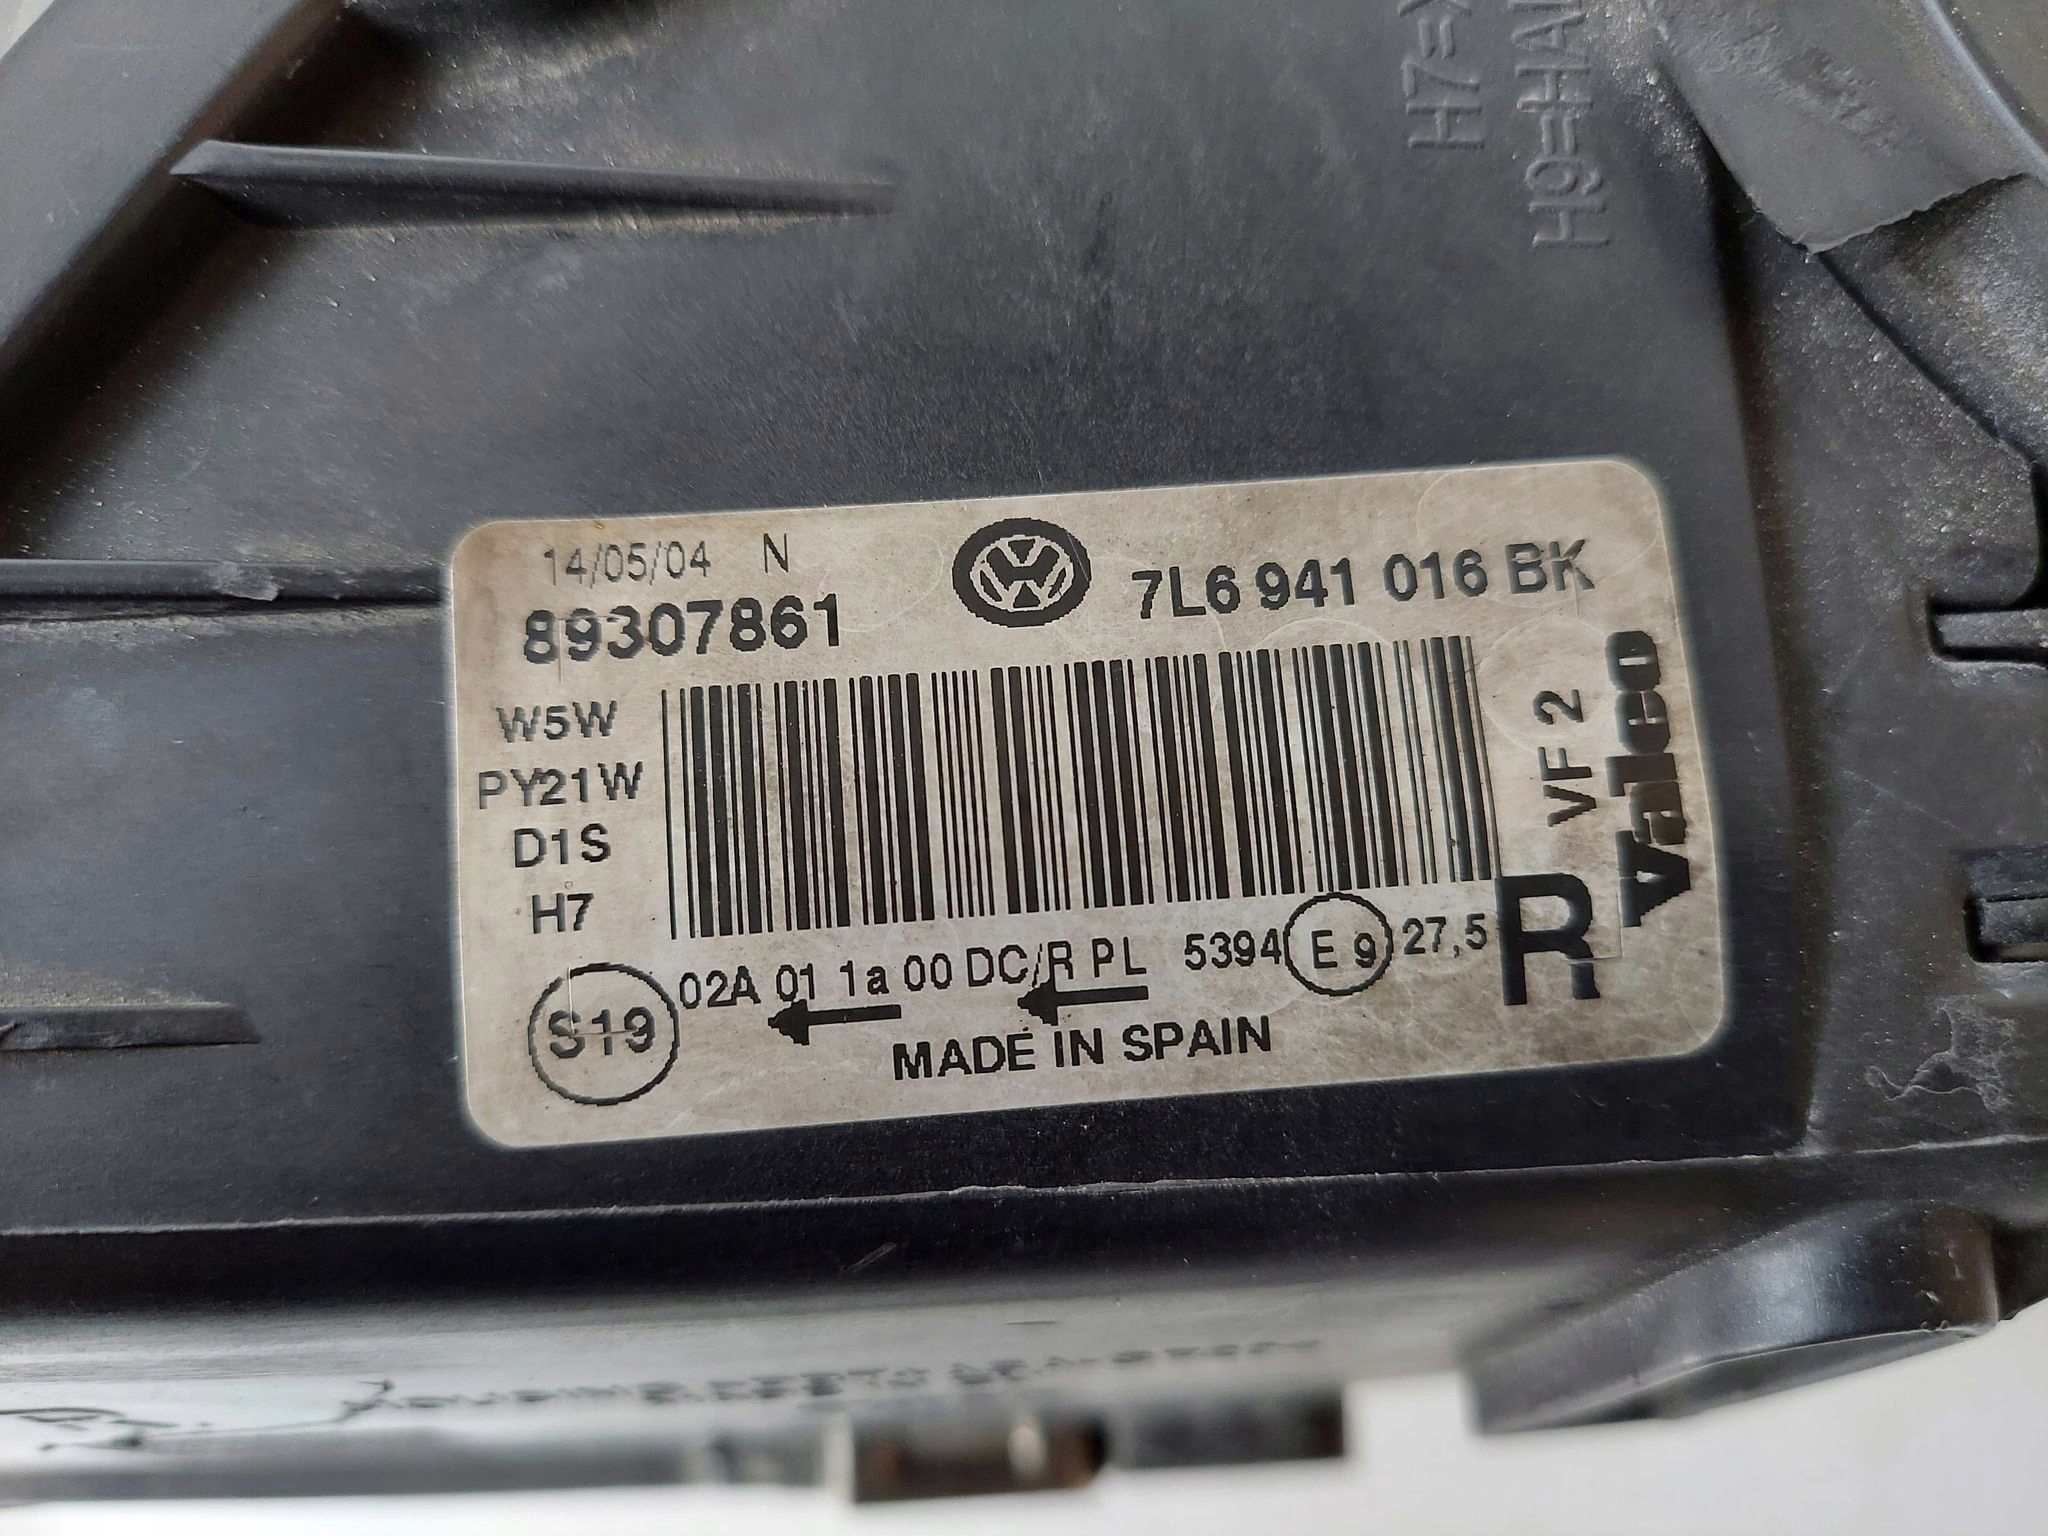 H7=
H9=HA
14/05/04 N
7L6 941 016 BK
89307861
W5W
PY21W
D1S
H7
VF 2
Valeo
R
02A 01 1a 00 DC/R PL 5394 E 9 27,5
S19
MADE IN SPAIN